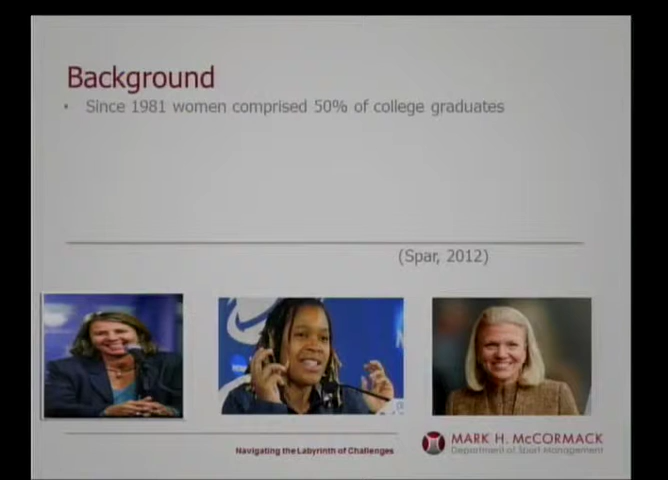 Background
• Since 1981 women comprised 50% of college graduates
(Spar, 2012)
Navigating the Labyrinth of Challenges
MARK H. McCORMACK
Department of Sport Management